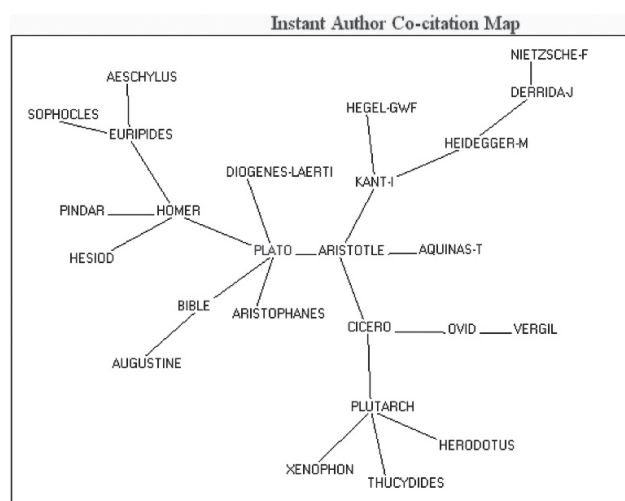 Instant Author Co-citation Map
NIETZSCHE-F
AESCHYLUS
DERRIDA-J
SOPHOCLES
HEGEL-GWF
EURIPIDES
HEIDEGGER-M
DIOGENES-LAERTI
KANT-I
PINDAR
HOMER
HESIOD
PLATO
ARISTOTLE
AQUINAS-T
BIBLE
ARISTOPHANES
CICERO
OVID
VERGIL
AUGUSTINE
PLUTARCH
HERODOTUS
XENOPHON
THUCYDIDES